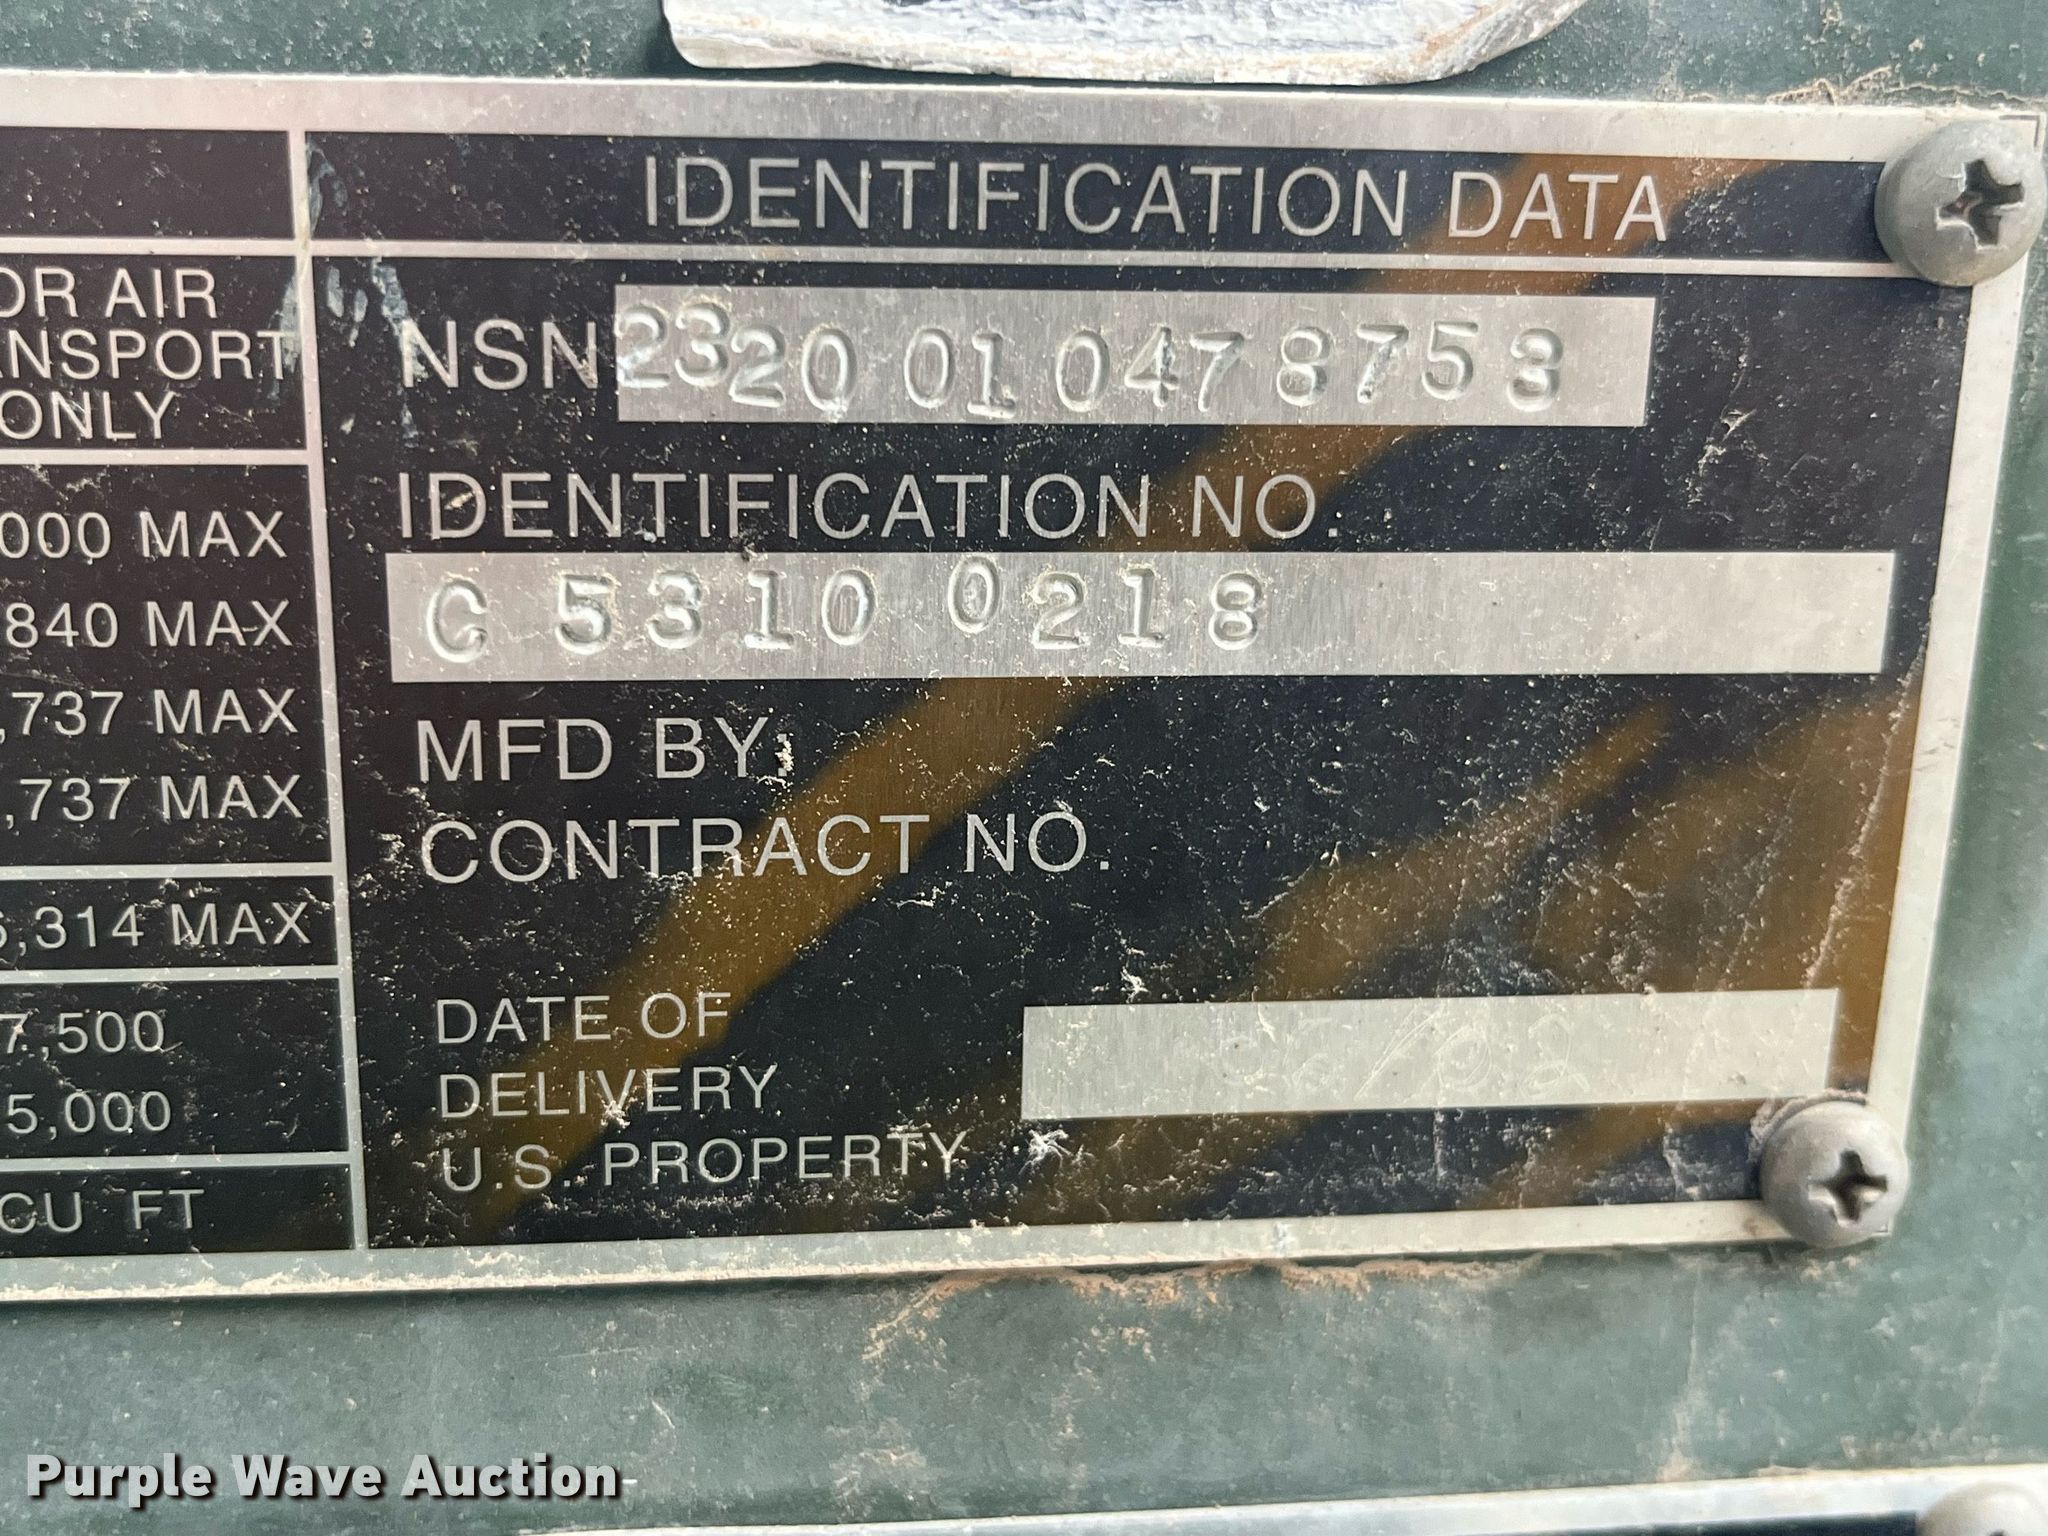 IDENTIFICATION DATA
OR AIR
ANSPORT
ONLY
NSN 2320 01 047 8753
IDENTIFICATION NO.
,000 MAX
C 5310 0218
,840 MAX
,737 MAX
MFD BY:
,737 MAX
CONTRACT NO.
,314 MAX
7,500
DATE OF
DELIVERY
5,000
U.S. PROPERTY
CU FT
Purple Wave Auction